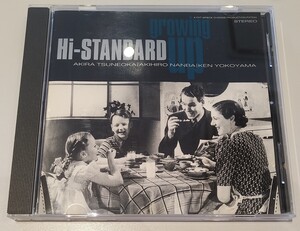 growing
Hi-STANDARD
up
STEREO
AKIRA TSUNEOKA|AKIHIRO NANBA|KEN YOKOYAMA